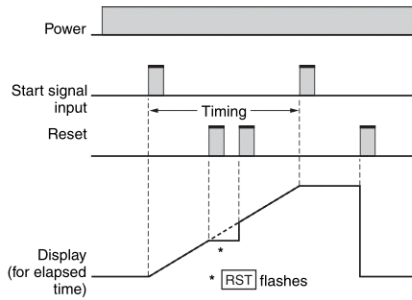 Power
Start signal
input
Timing
Reset
*
Display
(for elapsed
time)
* RST flashes